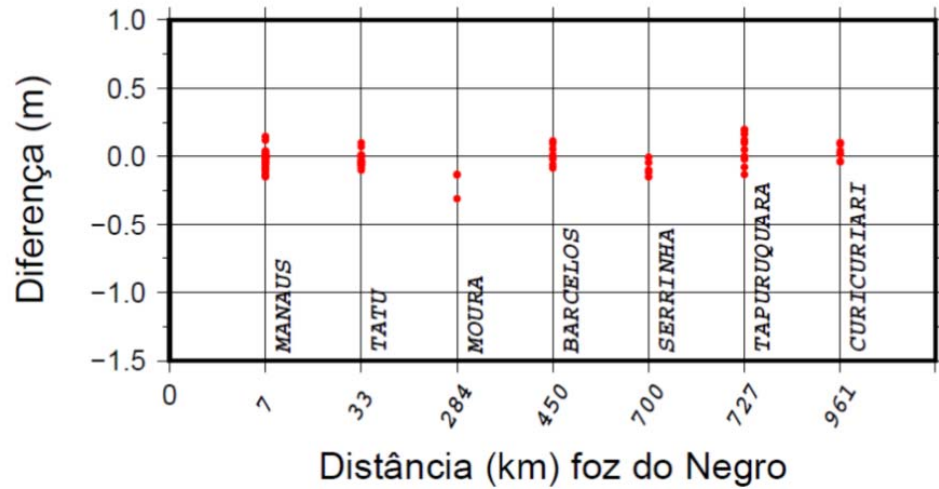 Diferença (m)
1.0
0.5
0.0
−0.5
−1.0
−1.5
MANAUS
TATU
MOURA
BARCELOS
SERRINHA
TAPURUQUARA
CURICURIARI
0 7 33 284 450 700 727 961
Distância (km) foz do Negro